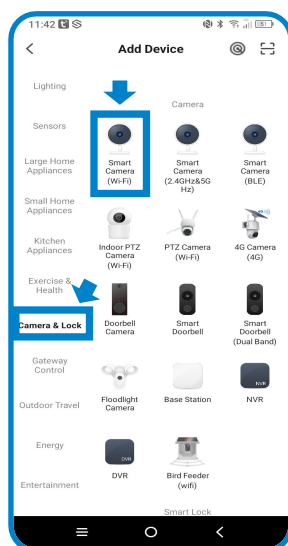 11:42
Add Device
Lighting
Sensors
Large Home
Appliances
Small Home
Appliances
Kitchen
Appliances
Exercise &
Health
Camera & Lock
Gateway
Control
Outdoor Travel
Energy
Entertainment
Camera
Smart
Camera
(Wi-Fi)
Smart
Camera
(2.4GHz&5G
Hz)
Smart
Camera
(BLE)
Indoor PTZ
Camera
(Wi-Fi)
PTZ Camera
(Wi-Fi)
4G Camera
(4G)
Doorbell
Camera
Smart
Doorbell
Smart
Doorbell
(Dual Band)
Floodlight
Camera
Base Station
NVR
NVR
DVR
DVR
Bird Feeder
(wifi)
Smart Lock